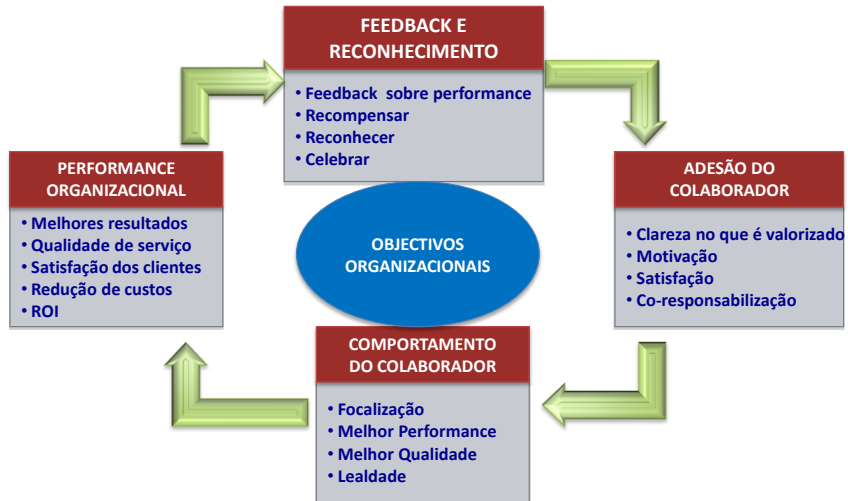 FEEDBACK E
RECONHECIMENTO
• Feedback sobre performance
• Recompensar
• Reconhecer
• Celebrar
ADESÃO DO
COLABORADOR
• Clareza no que é valorizado
• Motivação
• Satisfação
• Co-responsabilização
COMPORTAMENTO
DO COLABORADOR
• Focalização
• Melhor Performance
• Melhor Qualidade
• Lealdade
PERFORMANCE
ORGANIZACIONAL
• Melhores resultados
• Qualidade de serviço
• Satisfação dos clientes
• Redução de custos
• ROI
OBJECTIVOS
ORGANIZACIONAIS